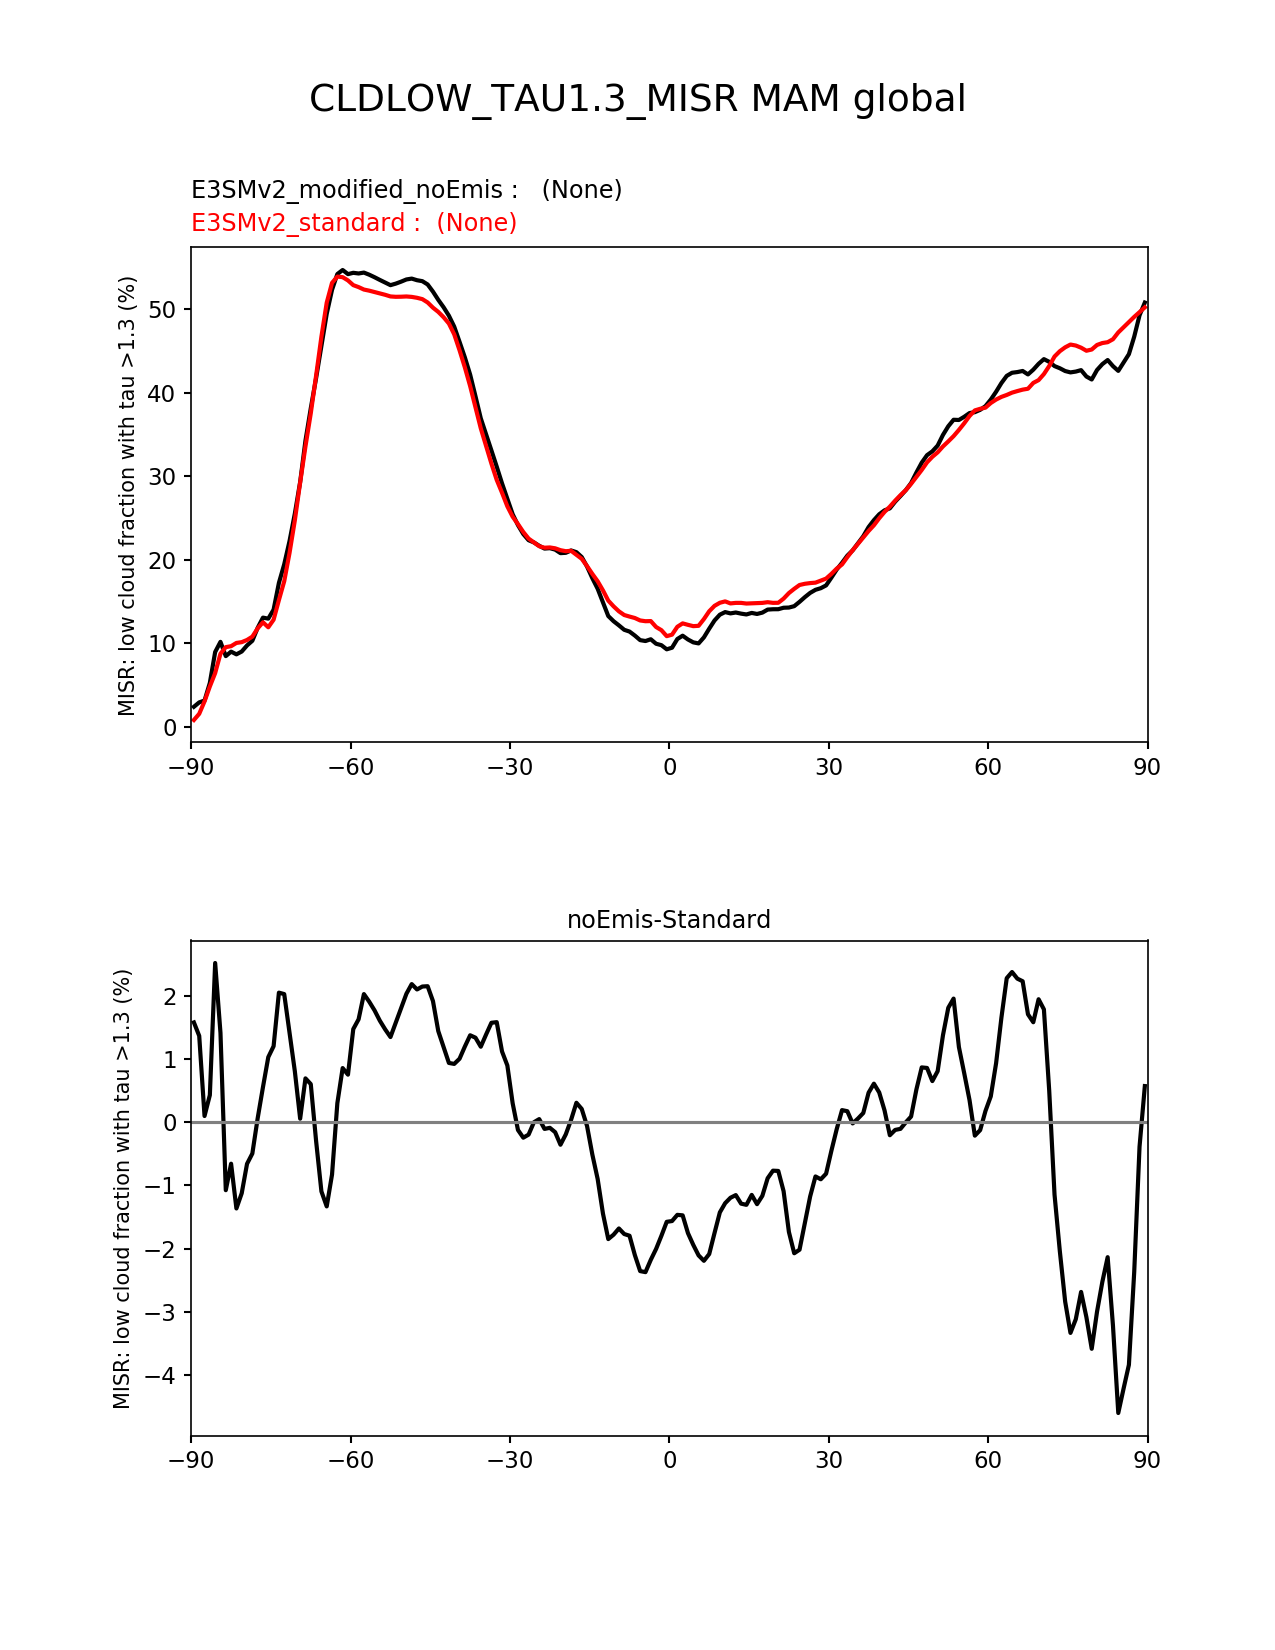 CLDLOW_TAU1.3_MISR MAM global
E3SMv2_modified_noEmis :   (None)
E3SMv2_standard :  (None)
MISR: low cloud fraction with tau >1.3 (%)
50
40
30
20
10
0
−90 −60 −30 0 30 60 90
noEmis-Standard
MISR: low cloud fraction with tau >1.3 (%)
2
1
0
−1
−2
−3
−4
−90 −60 −30 0 30 60 90